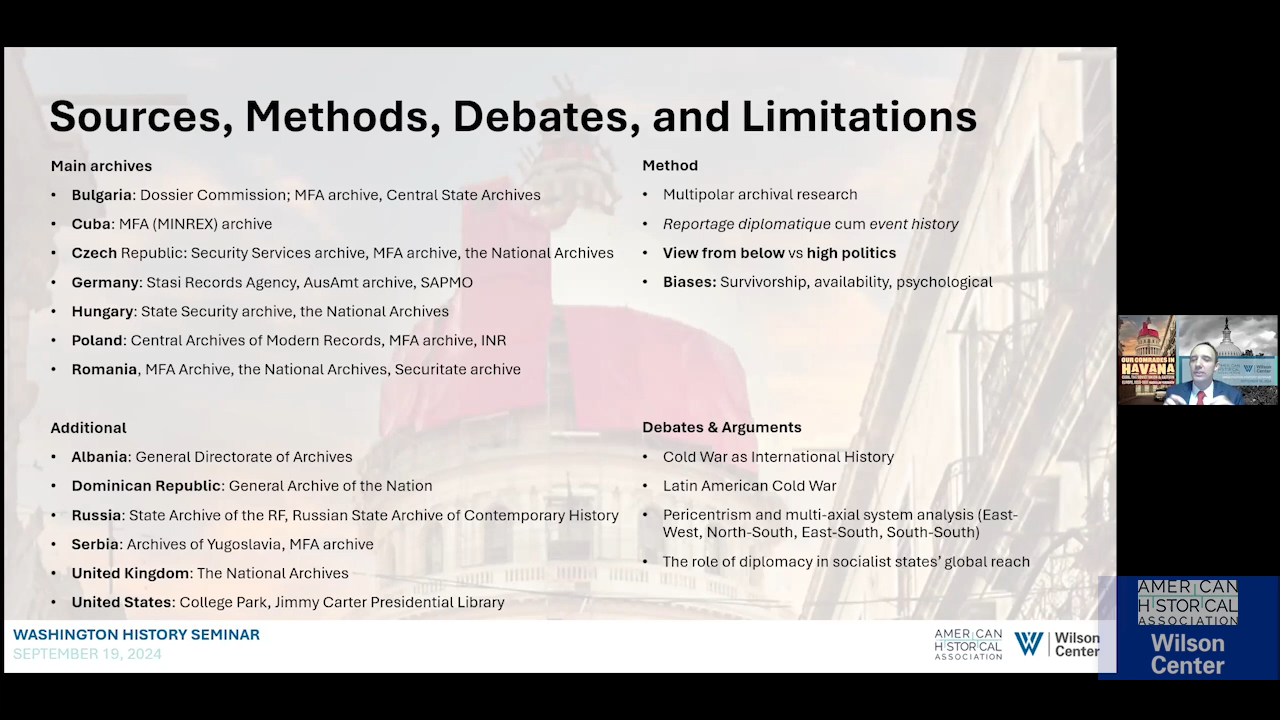 Sources, Methods, Debates, and Limitations
Main archives
• Bulgaria: Dossier Commission; MFA archive, Central State Archives
• Cuba: MFA (MINREX) archive
• Czech Republic: Security Services archive, MFA archive, the National Archives
• Germany: Stasi Records Agency, AusAmt archive, SAPMO
• Hungary: State Security archive, the National Archives
• Poland: Central Archives of Modern Records, MFA archive, INR
• Romania, MFA Archive, the National Archives, Securitate archive
Additional
• Albania: General Directorate of Archives
• Dominican Republic: General Archive of the Nation
• Russia: State Archive of the RF, Russian State Archive of Contemporary History
• Serbia: Archives of Yugoslavia, MFA archive
• United Kingdom: The National Archives
• United States: College Park, Jimmy Carter Presidential Library
Method
• Multipolar archival research
• Reportage diplomatique cum event history
• View from below vs high politics
• Biases: Survivorship, availability, psychological
Debates & Arguments
• Cold War as International History
• Latin American Cold War
• Pericentrism and multi-axial system analysis (East-
West, North-South, East-South, South-South)
• The role of diplomacy in socialist states' global reach
WASHINGTON HISTORY SEMINAR
SEPTEMBER 19, 2024
AMERICAN
HISTORICAL
ASSOCIATION
Wilson
Center
OUR COMRADES IN
HAVANA
Wilson
Center
AMERICAN
HISTORICAL
ASSOCIATION
Wilson
Center